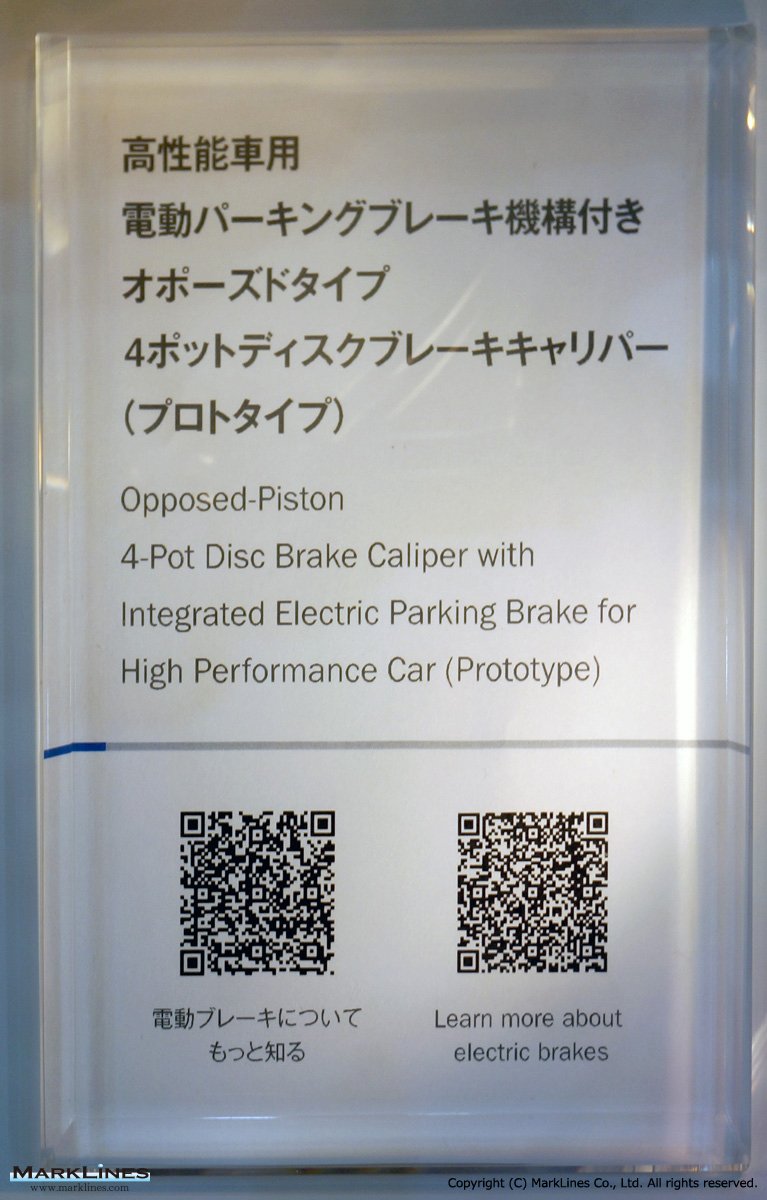 高性能車用
電動パーキングブレーキ機構付き
オポーズドタイプ
4ポットディスクブレーキキャリパー
（プロトタイプ）
Opposed-Piston
4-Pot Disc Brake Caliper with
Integrated Electric Parking Brake for
High Performance Car (Prototype)
電動ブレーキについて
もっと知る
Learn more about
electric brakes
MARKLINES
www.marklines.com
Copyright (C) MarkLines Co., Ltd. All rights reserved.